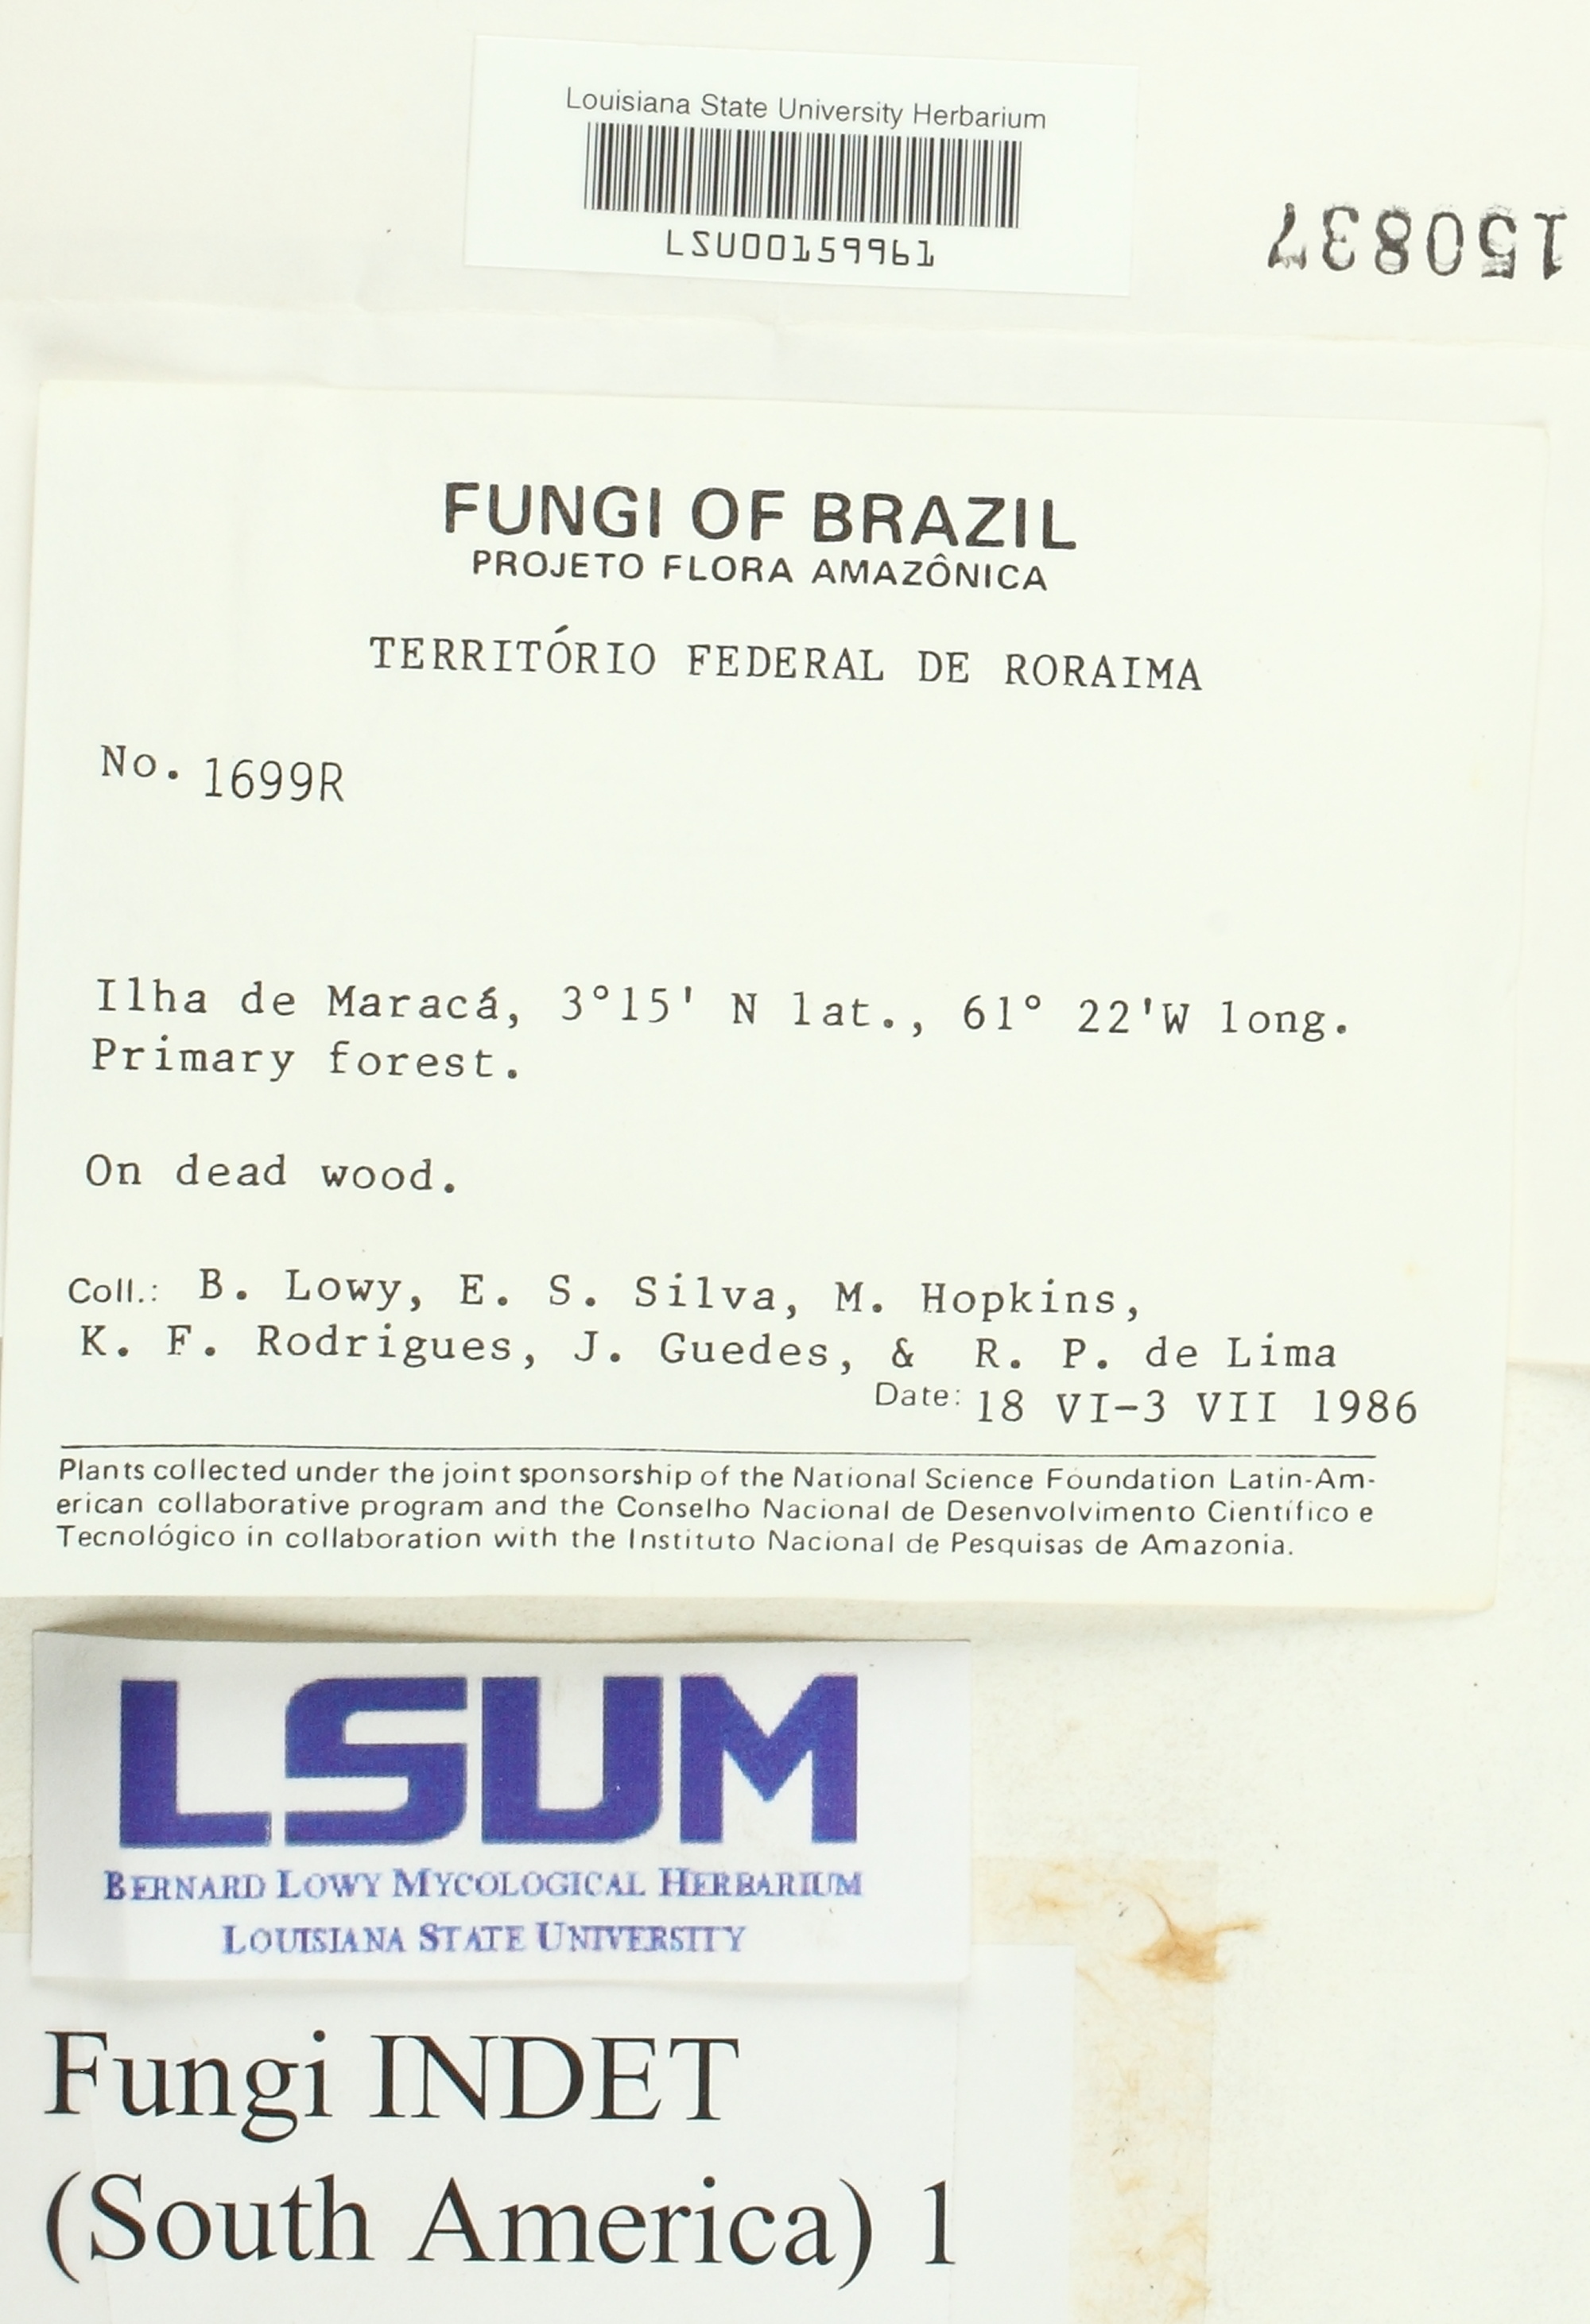 Louisiana State University Herbarium
LSU00159961
150837
FUNGI OF BRAZIL
PROJETO FLORA AMAZÔNICA
TERRITÓRIO FEDERAL DE RORAIMA
No. 1699R
Ilha de Maracá, 3°15' N lat., 61° 22'W long.
Primary forest.
On dead wood.
Coll.: B. Lowy, E. S. Silva, M. Hopkins,
K. F. Rodrigues, J. Guedes, & R. P. de Lima
Date: 18 VI-3 VII 1986
Plants collected under the joint sponsorship of the National Science Foundation Latin-Am-
erican collaborative program and the Conselho Nacional de Desenvolvimento Científico e
Tecnológico in collaboration with the Instituto Nacional de Pesquisas de Amazonia.
LSUM
BERNARD LOWY MYCOLOGICAL HERBARIUM
LOUISIANA STATE UNIVERSITY
Fungi INDET
(South America) 1